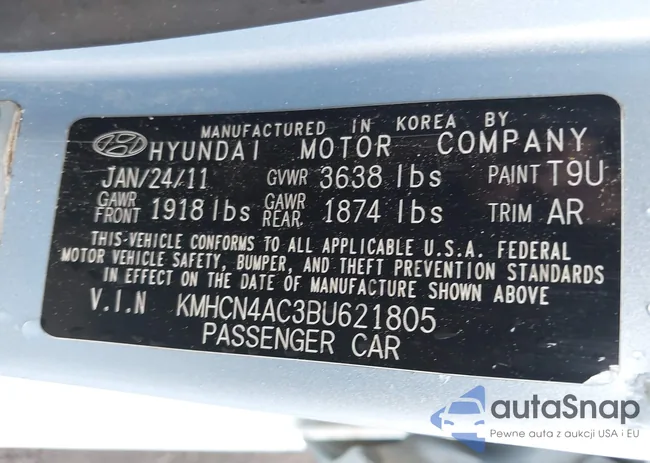 MANUFACTURED IN KOREA BY
HYUNDAI MOTOR COMPANY
JAN/24/11 GVWR 3638 lbs PAINT T9U
GAWR FRONT 1918 lbs GAWR REAR 1874 lbs TRIM AR
THIS VEHICLE CONFORMS TO ALL APPLICABLE U.S.A. FEDERAL
MOTOR VEHICLE SAFETY, BUMPER, AND THEFT PREVENTION STANDARDS
IN EFFECT ON THE DATE OF MANUFACTURE SHOWN ABOVE
V.I.N KMHCN4AC3BU621805
PASSENGER CAR
autaSnap
Pewne auta z aukcji USA i EU